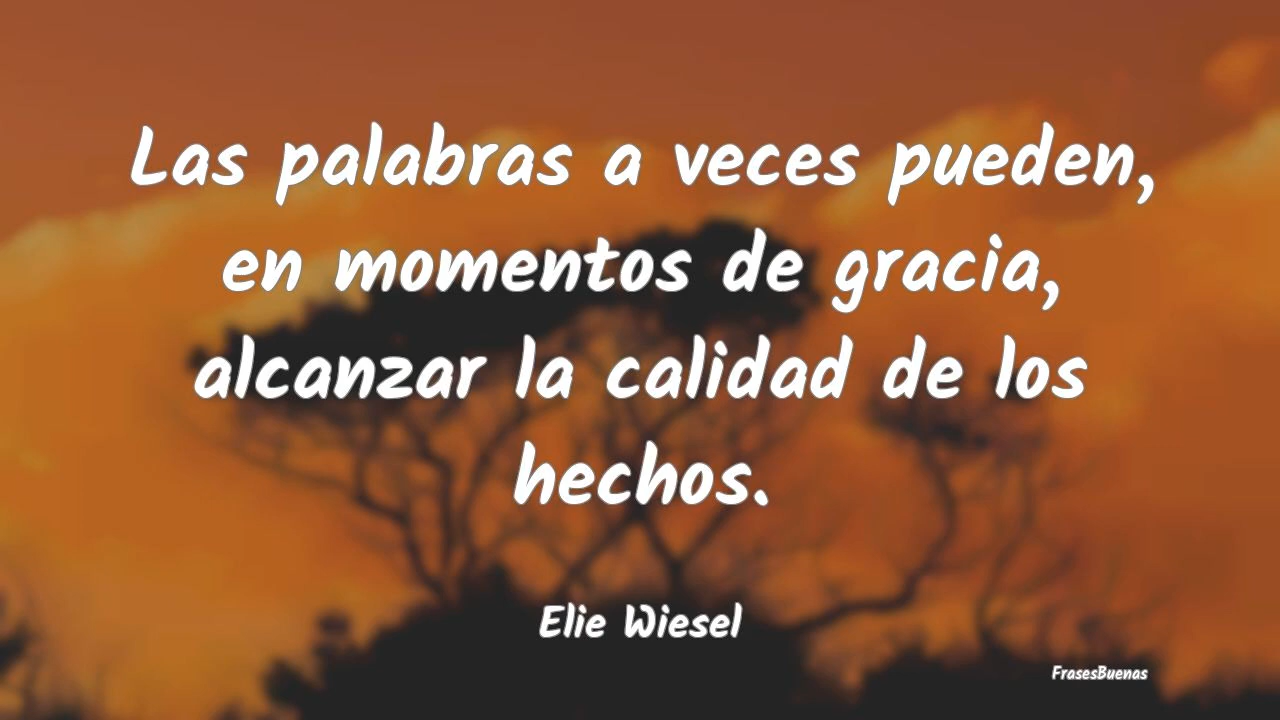 Las palabras a veces pueden,
en momentos de gracia,
alcanzar la calidad de los
hechos.
Elie Wiesel
FrasesBuenas